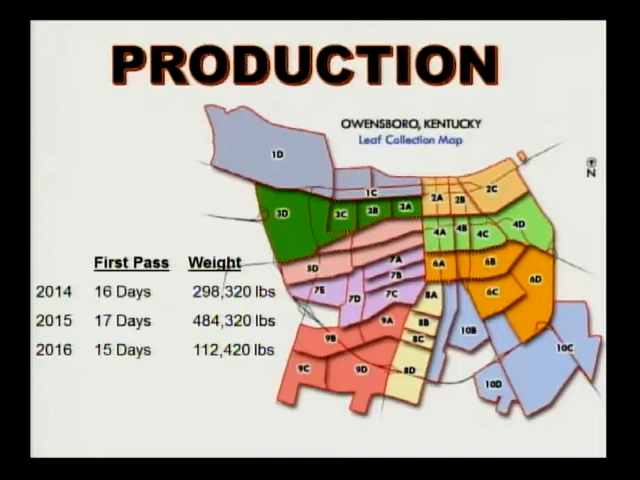 PRODUCTION
OWENSBORO, KENTUCKY
Leaf Collection Map
N
1D
1C
2A
2B
2C
3D
3C
3B
3A
4A
4B
4C
4D
5D
6A
6B
6C
6D
7A
7B
7C
7D
7E
8A
8B
8C
8D
9A
9B
9C
9D
10B
10C
10D
First Pass Weight
2014 16 Days 298,320 lbs
2015 17 Days 484,320 lbs
2016 15 Days 112,420 lbs